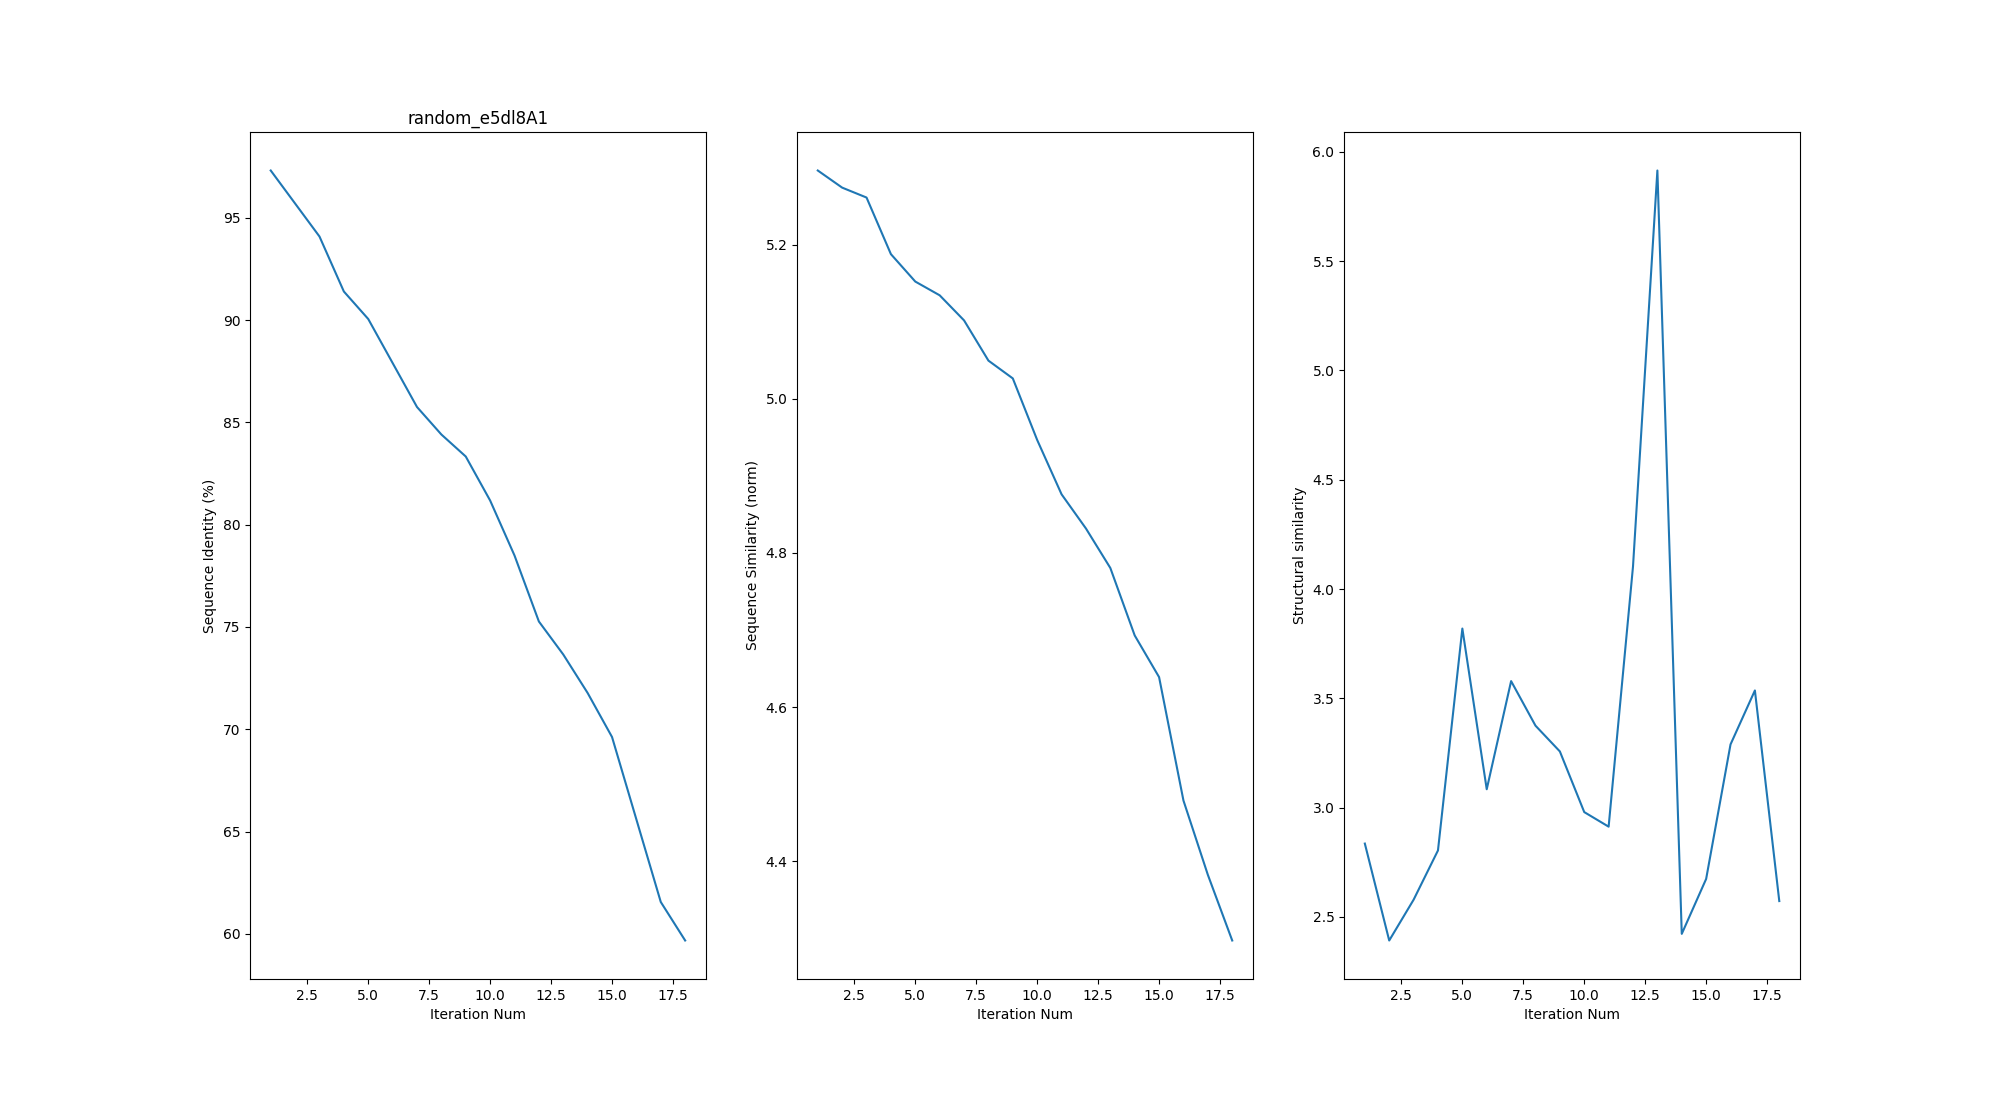 random_e5dl8A1
Sequence Identity (%)
95
90
85
80
75
70
65
60
2.5 5.0 7.5 10.0 12.5 15.0 17.5
Iteration Num
Sequence Similarity (norm)
5.2
5.0
4.8
4.6
4.4
2.5 5.0 7.5 10.0 12.5 15.0 17.5
Iteration Num
Structural similarity
6.0
5.5
5.0
4.5
4.0
3.5
3.0
2.5
2.5 5.0 7.5 10.0 12.5 15.0 17.5
Iteration Num